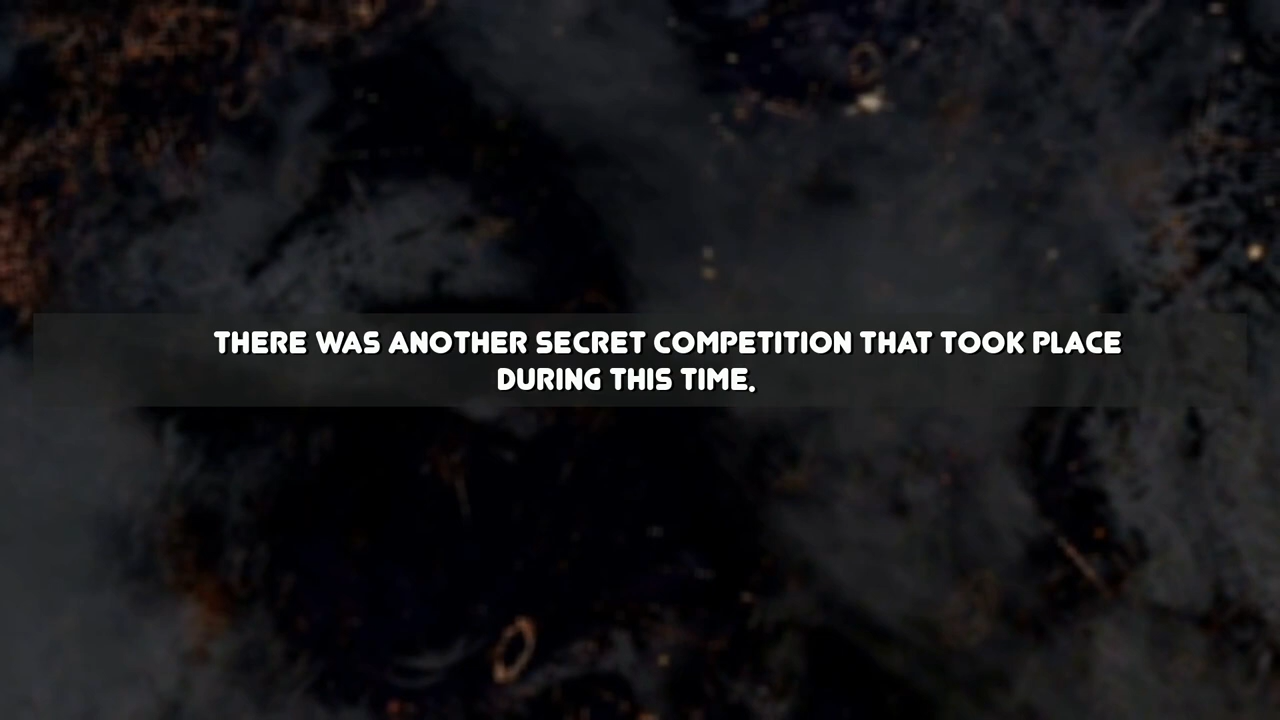 THERE WAS ANOTHER SECRET COMPETITION THAT TOOK PLACE
DURING THIS TIME.